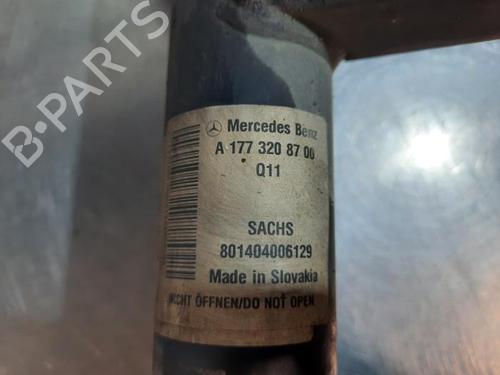 B-PARTS
Mercedes Benz
A 177 320 87 00
Q11
SACHS
801404006129
Made in Slovakia
NICHT ÖFFNEN/DO NOT OPEN